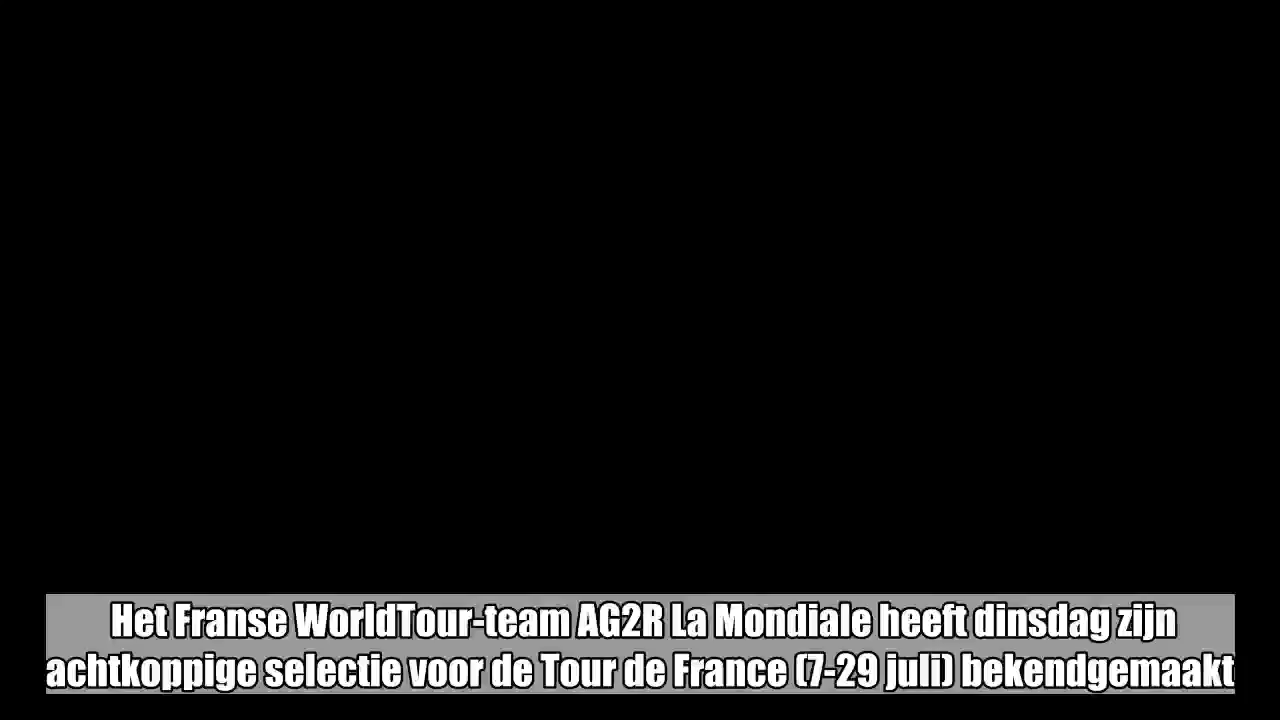 Het Franse WorldTour-team AG2R La Mondiale heeft dinsdag zijn
achtkoppige selectie voor de Tour de France (7-29 juli) bekendgemaakt